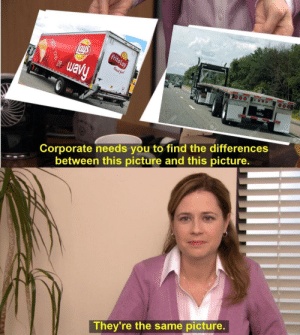 Lay's
wavy
Corporate needs you to find the differences
between this picture and this picture.
They're the same picture.